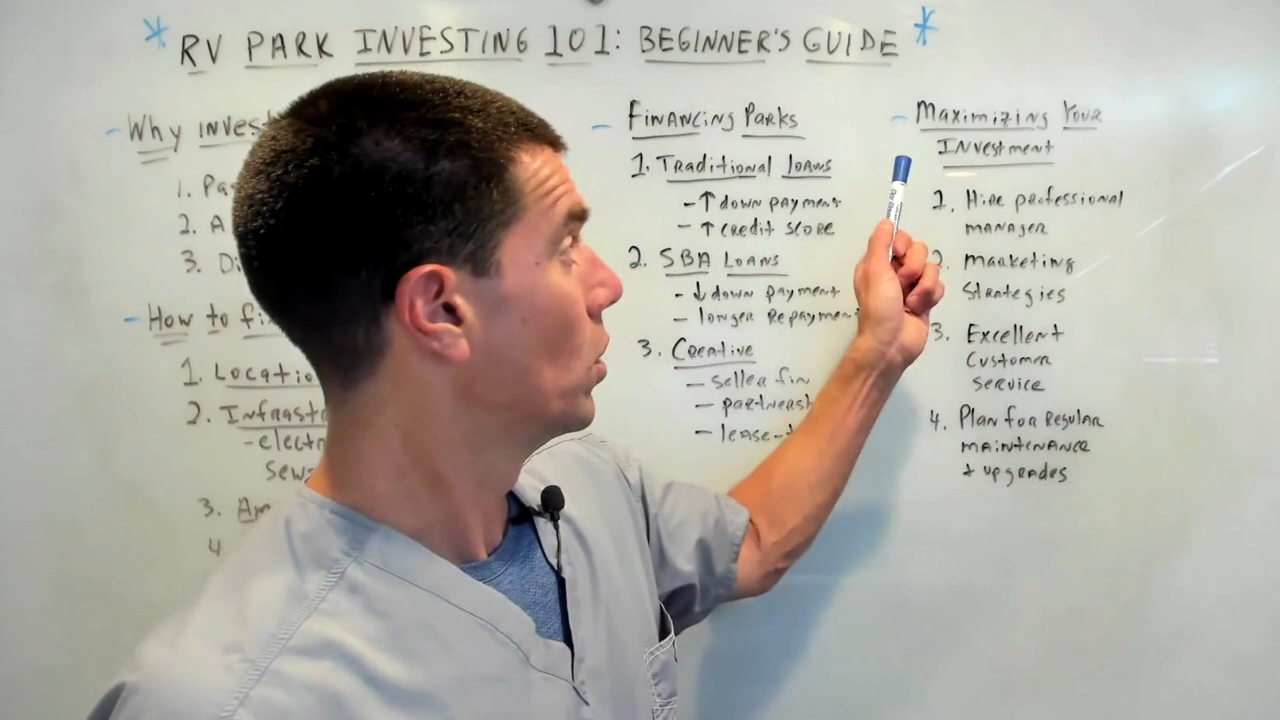 * RV PARK INVESTING 101: BEGINNER'S GUIDE *
- Why invest
1. Pa
2. A
3. Di
- How to fi
1. Locatio
2. Infrastr
- electr
sew
3. Am
4
- Financing Parks
1. Traditional loans
- ↑ down payment
- ↑ credit score
2. SBA Loans
- ↓ down payment
- longer repayment
3. Creative
- seller fin
- partnersh
- lease-
- Maximizing Your
Investment
1. Hire professional
manager
2. Marketing
strategies
3. Excellent
Customer
Service
4. Plan for regular
maintenance
+ upgrades